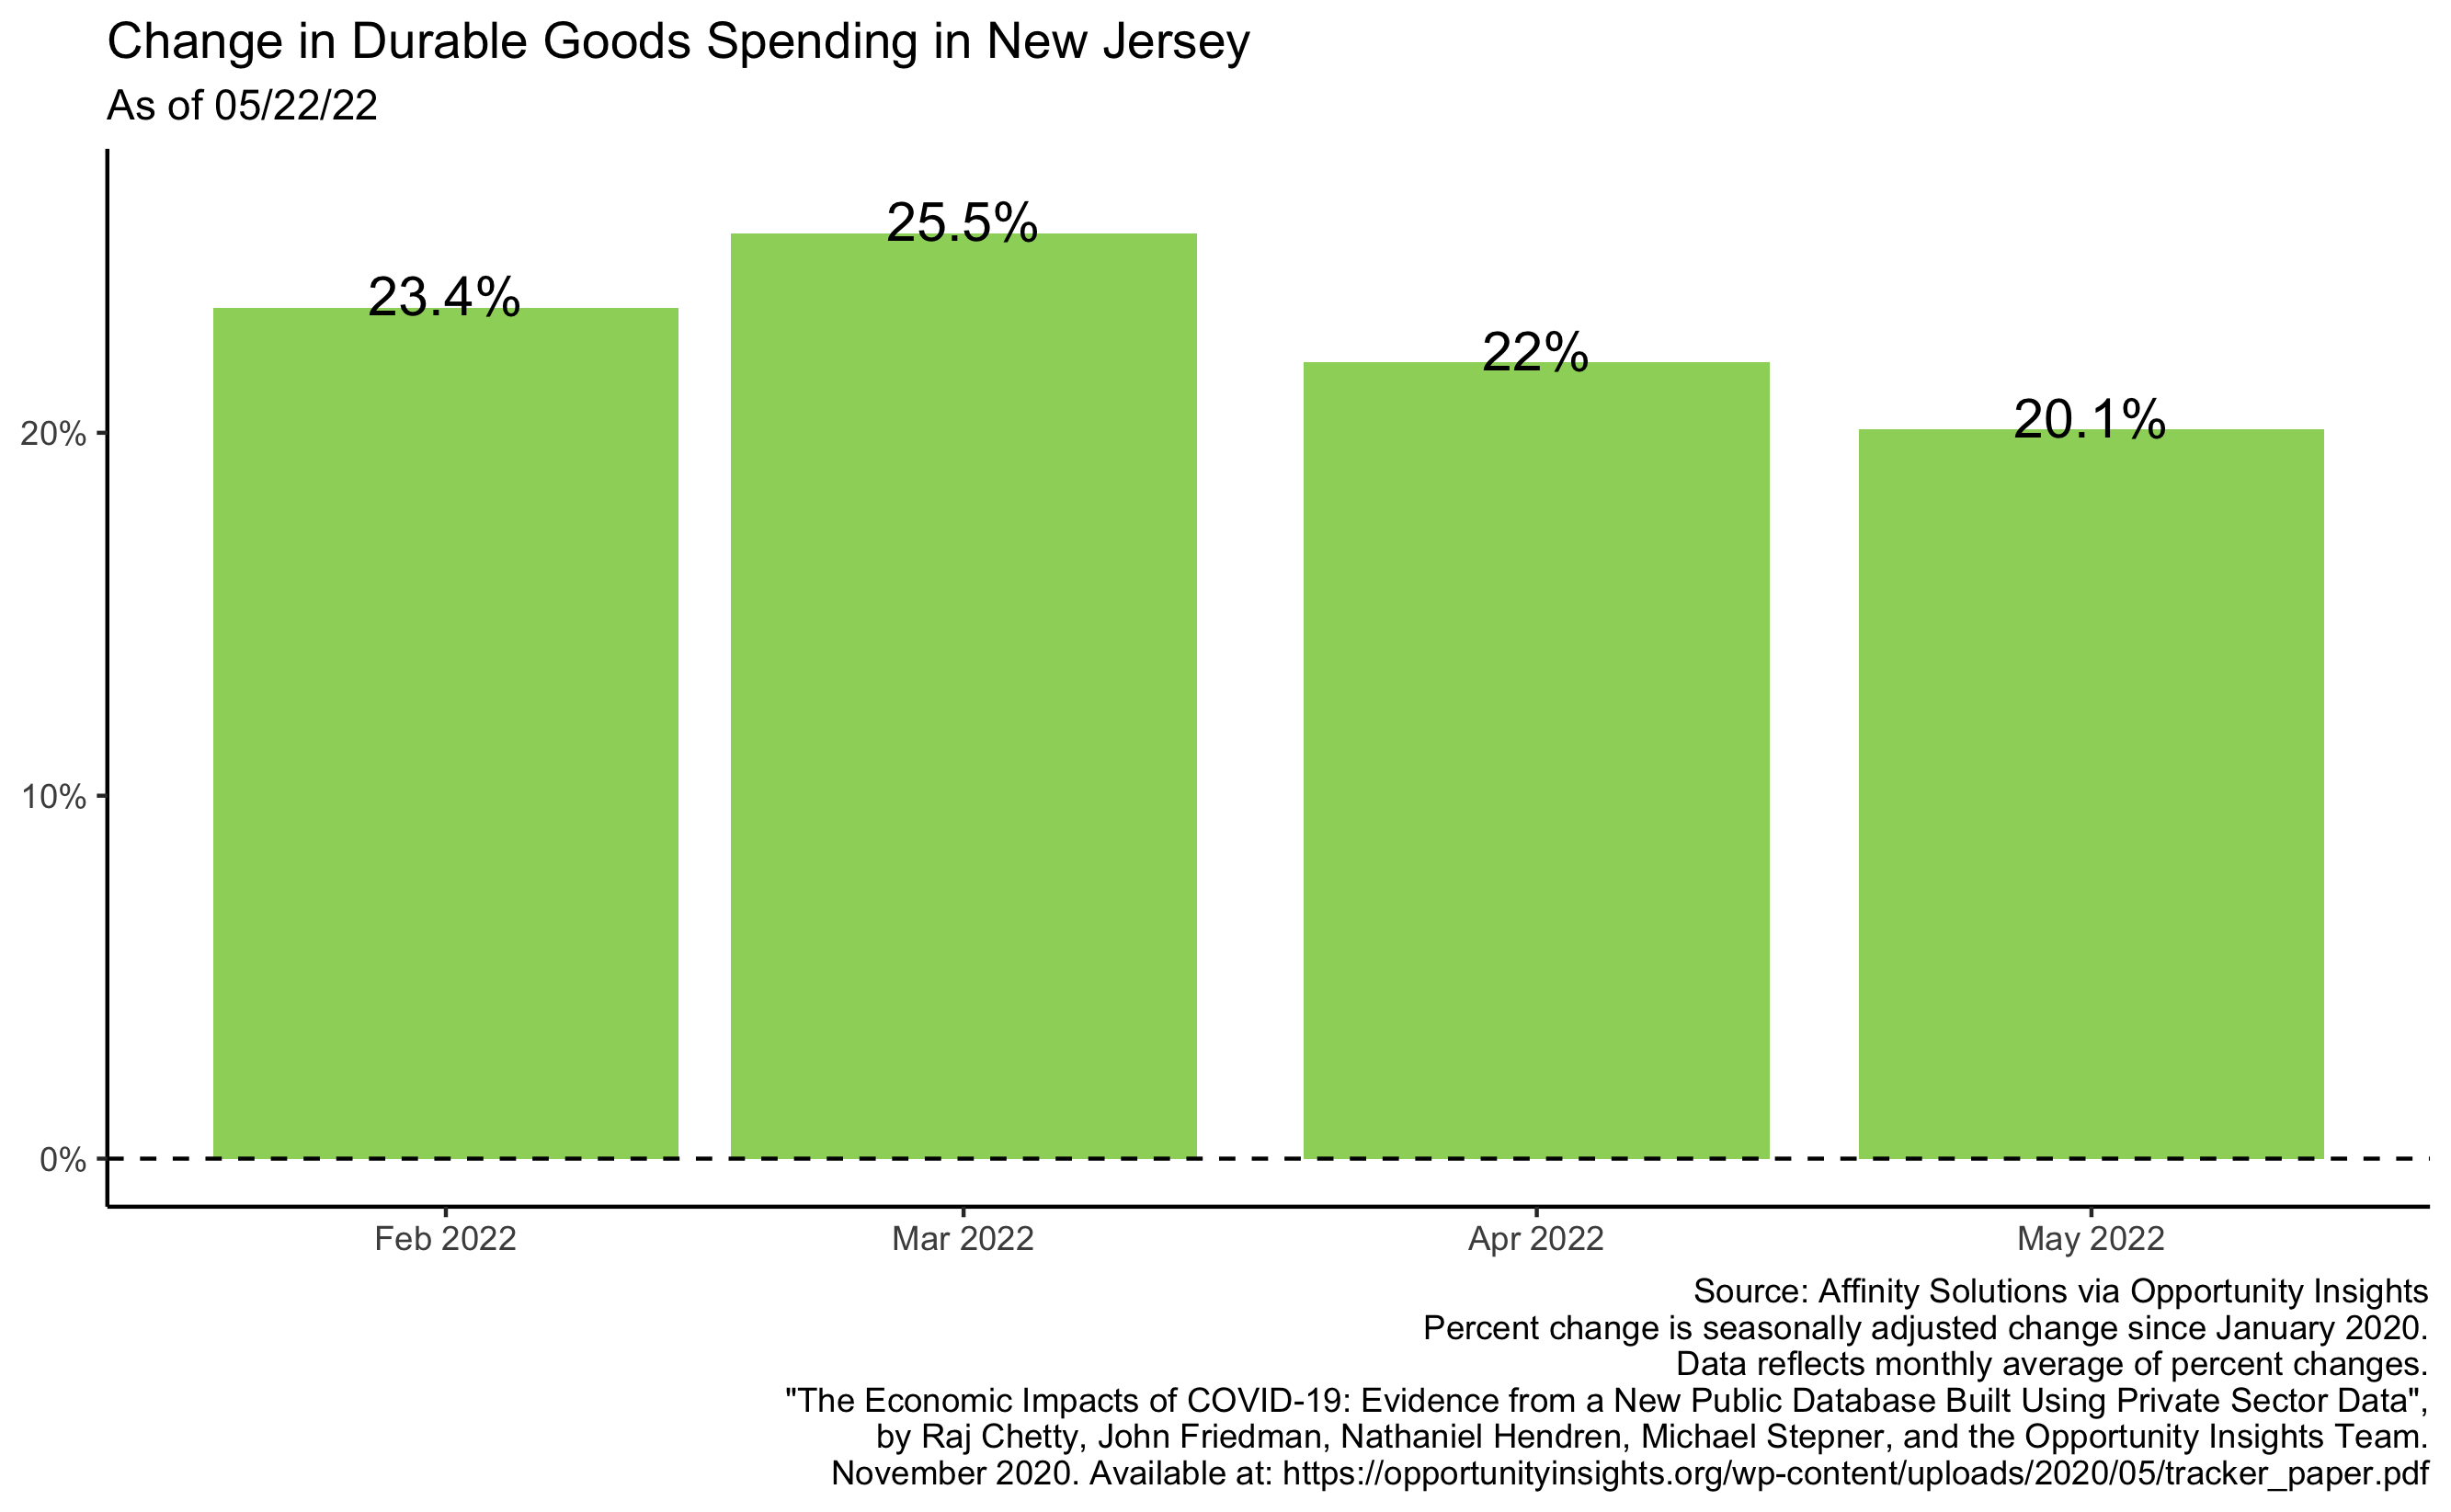 Change in Durable Goods Spending in New Jersey
As of 05/22/22
25.5%
23.4%
22%
20.1%
20%
10%
0%
Feb 2022
Mar 2022
Apr 2022
May 2022
Source: Affinity Solutions via Opportunity Insights
Percent change is seasonally adjusted change since January 2020.
Data reflects monthly average of percent changes.
"The Economic Impacts of COVID-19: Evidence from a New Public Database Built Using Private Sector Data",
by Raj Chetty, John Friedman, Nathaniel Hendren, Michael Stepner, and the Opportunity Insights Team.
November 2020. Available at: https://opportunityinsights.org/wp-content/uploads/2020/05/tracker_paper.pdf